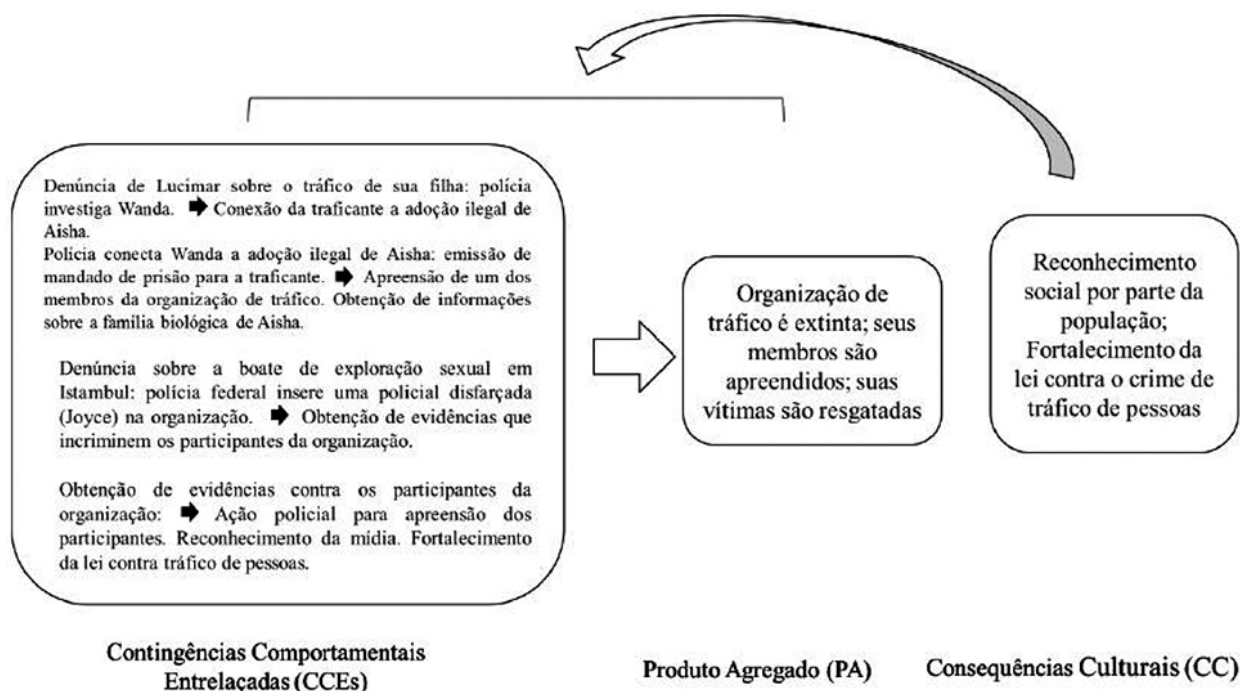 Denúncia de Lucimar sobre o tráfico de sua filha: polícia
investiga Wanda. ➡ Conexão da traficante a adoção ilegal de
Aisha.
Polícia conecta Wanda a adoção ilegal de Aisha: emissão de
mandado de prisão para a traficante. ➡ Apreensão de um dos
membros da organização de tráfico. Obtenção de informações
sobre a família biológica de Aisha.
Denúncia sobre a boate de exploração sexual em
Istambul: polícia federal insere uma policial disfarçada
(Joyce) na organização. ➡ Obtenção de evidências que
incriminem os participantes da organização.
Obtenção de evidências contra os participantes da
organização: ➡ Ação policial para apreensão dos
participantes. Reconhecimento da mídia. Fortalecimento
da lei contra tráfico de pessoas.
Contingências Comportamentais
Entrelaçadas (CCEs)
Organização de
tráfico é extinta; seus
membros são
apreendidos; suas
vítimas são resgatadas
Produto Agregado (PA)
Reconhecimento
social por parte da
população;
Fortalecimento da
lei contra o crime de
tráfico de pessoas
Consequências Culturais (CC)